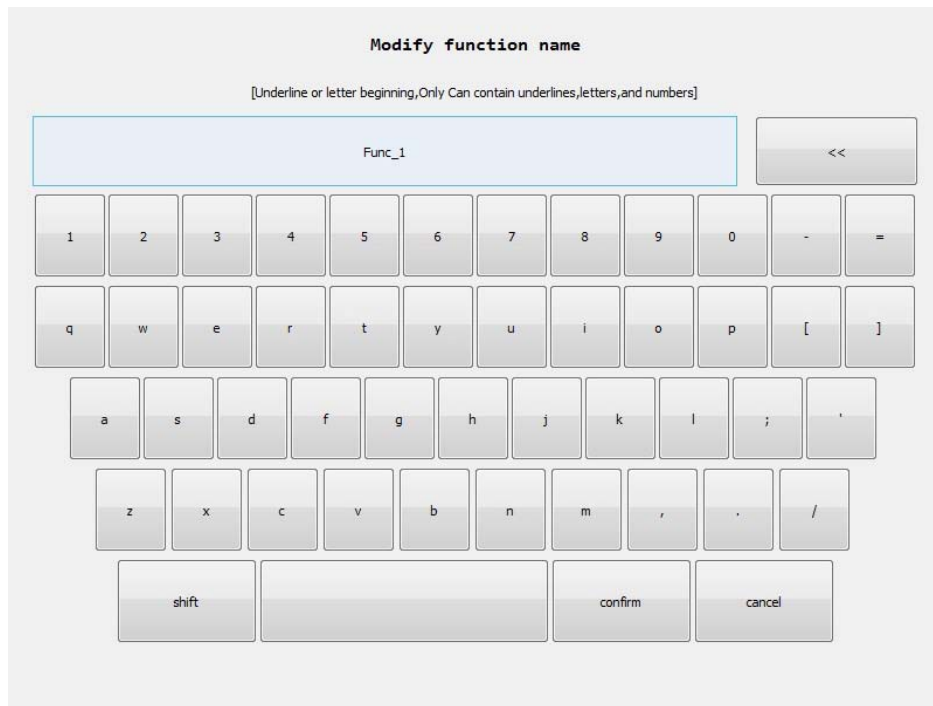 Modify function name
[Underline or letter beginning,Only Can contain underlines,letters,and numbers]
Func_1 <<
1 2 3 4 5 6 7 8 9 0 - =
q w e r t y u i o p [ ]
a s d f g h j k l ; '
z x c v b n m , . /
shift confirm cancel